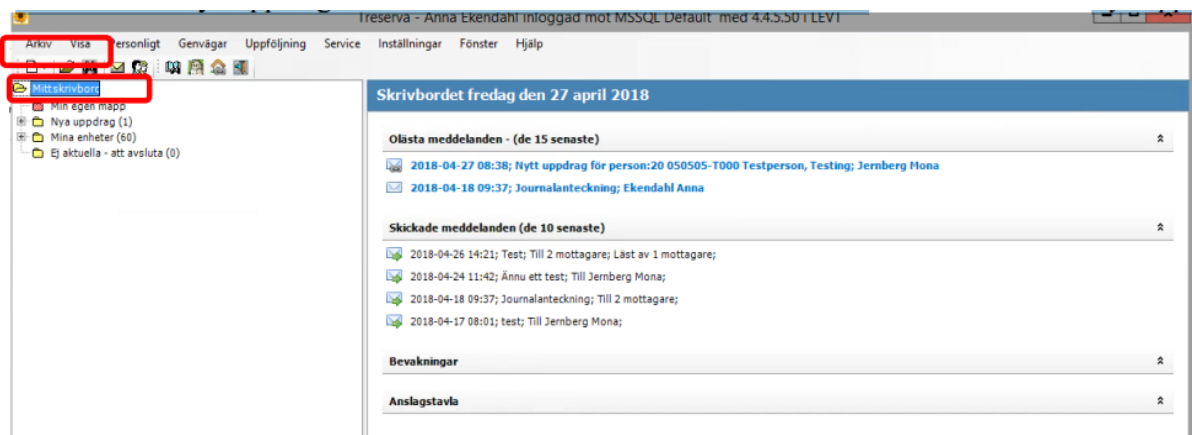 Treserva - Anna Ekendahl inloggad mot MSSQL Default med 4.4.5.50 i LEVT
Arkiv Visa Personligt Genvägar Uppföljning Service Inställningar Fönster Hjälp
Mittskrivbord
Min egen mapp
Nya uppdrag (1)
Mina enheter (60)
Ej aktuella - att avsluta (0)
Skrivbordet fredag den 27 april 2018
Olästa meddelanden - (de 15 senaste)
2018-04-27 08:38; Nytt uppdrag för person:20 050505-T000 Testperson, Testing; Jernberg Mona
2018-04-18 09:37; Journalanteckning; Ekendahl Anna
Skickade meddelanden (de 10 senaste)
2018-04-26 14:21; Test; Till 2 mottagare; Läst av 1 mottagare;
2018-04-24 11:42; Ännu ett test; Till Jernberg Mona;
2018-04-18 09:37; Journalanteckning; Till 2 mottagare;
2018-04-17 08:01; test; Till Jernberg Mona;
Bevakningar
Anslagstavla